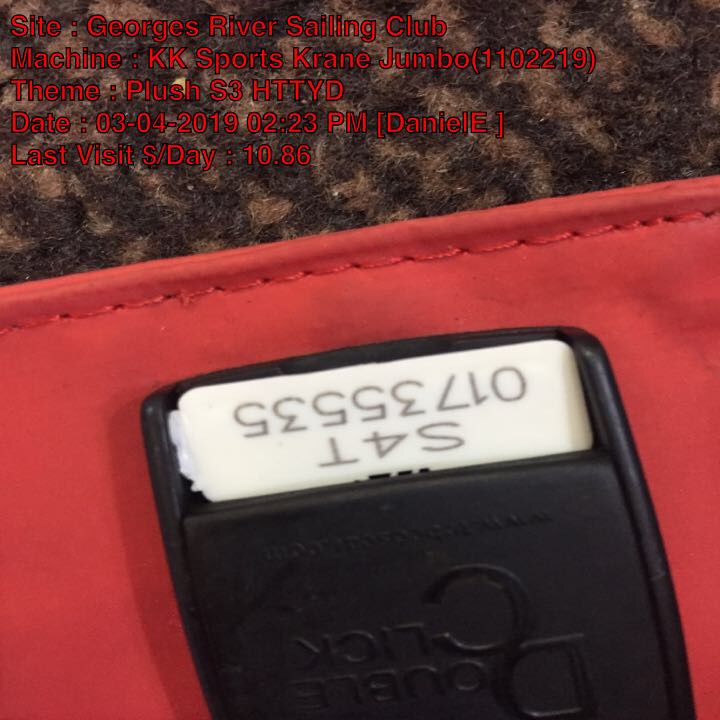 Site : Georges River Sailing Club
Machine : KK Sports Krane Jumbo(1102219)
Theme : Plush S3 HTTYD
Date : 03-04-2019 02:23 PM [DanielE ]
Last Visit $/Day : 10.86
S4T
01735535
DOUBLE
CLICK